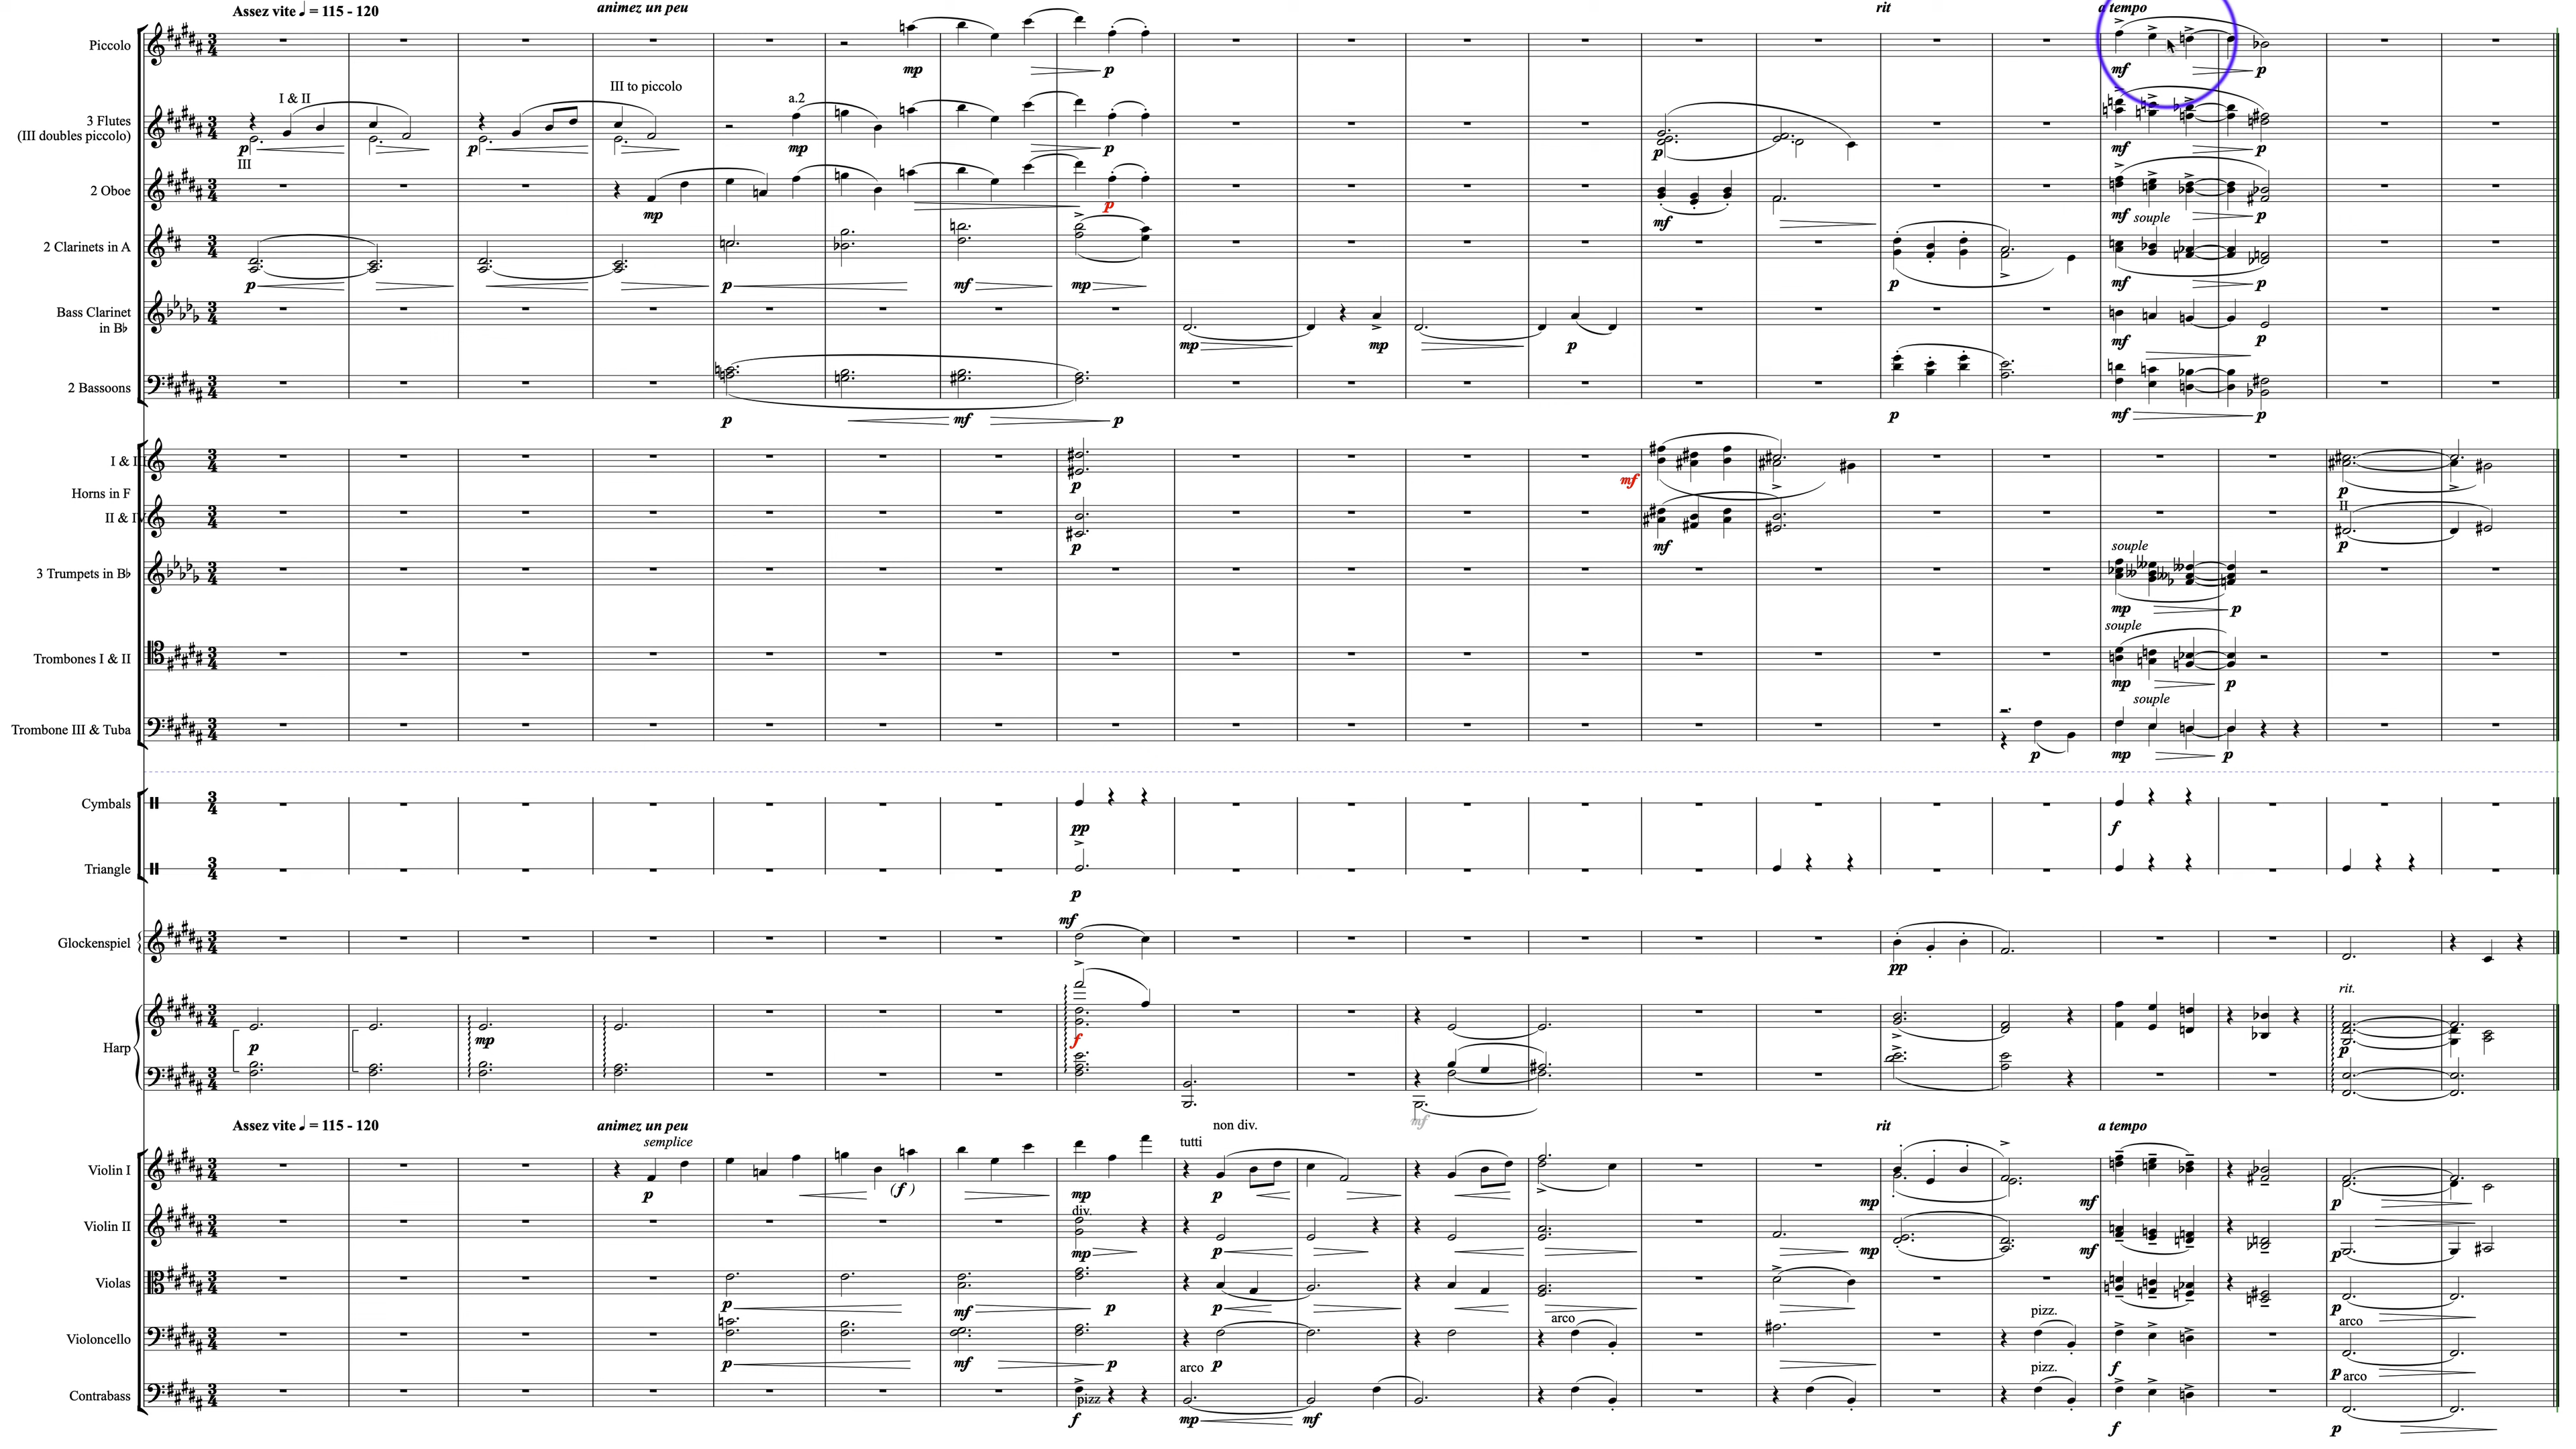 Assez vite ♩ = 115 - 120 animez un peu rit a tempo
Piccolo
mp p mf p
III to piccolo
I & II a.2
3 Flutes
(III doubles piccolo)
p p mp p p mf p
III
2 Oboe
mp p mf mf souple p
2 Clarinets in A
p p mf mp p mf p
Bass Clarinet
in B♭
mp mp p mf p
2 Bassoons
p mf p p mf p
I & II
p mf p
Horns in F
II & IV
II
p mf p
souple
3 Trumpets in B♭
mp p
souple
Trombones I & II
mp p
souple
Trombone III & Tuba
p mp p
Cymbals
pp f
Triangle
p
mf
Glockenspiel
pp
rit.
Harp
p mp f p
mf
Assez vite ♩ = 115 - 120 animez un peu non div. rit a tempo
semplice tutti
Violin I
p (f) mp p mp mf p
div.
Violin II
mp p mp mf p
Violas
p mf p p p
arco pizz. arco
Violoncello
p mf p p f p
arco pizz. arco
Contrabass
pizz
f mp mf f p